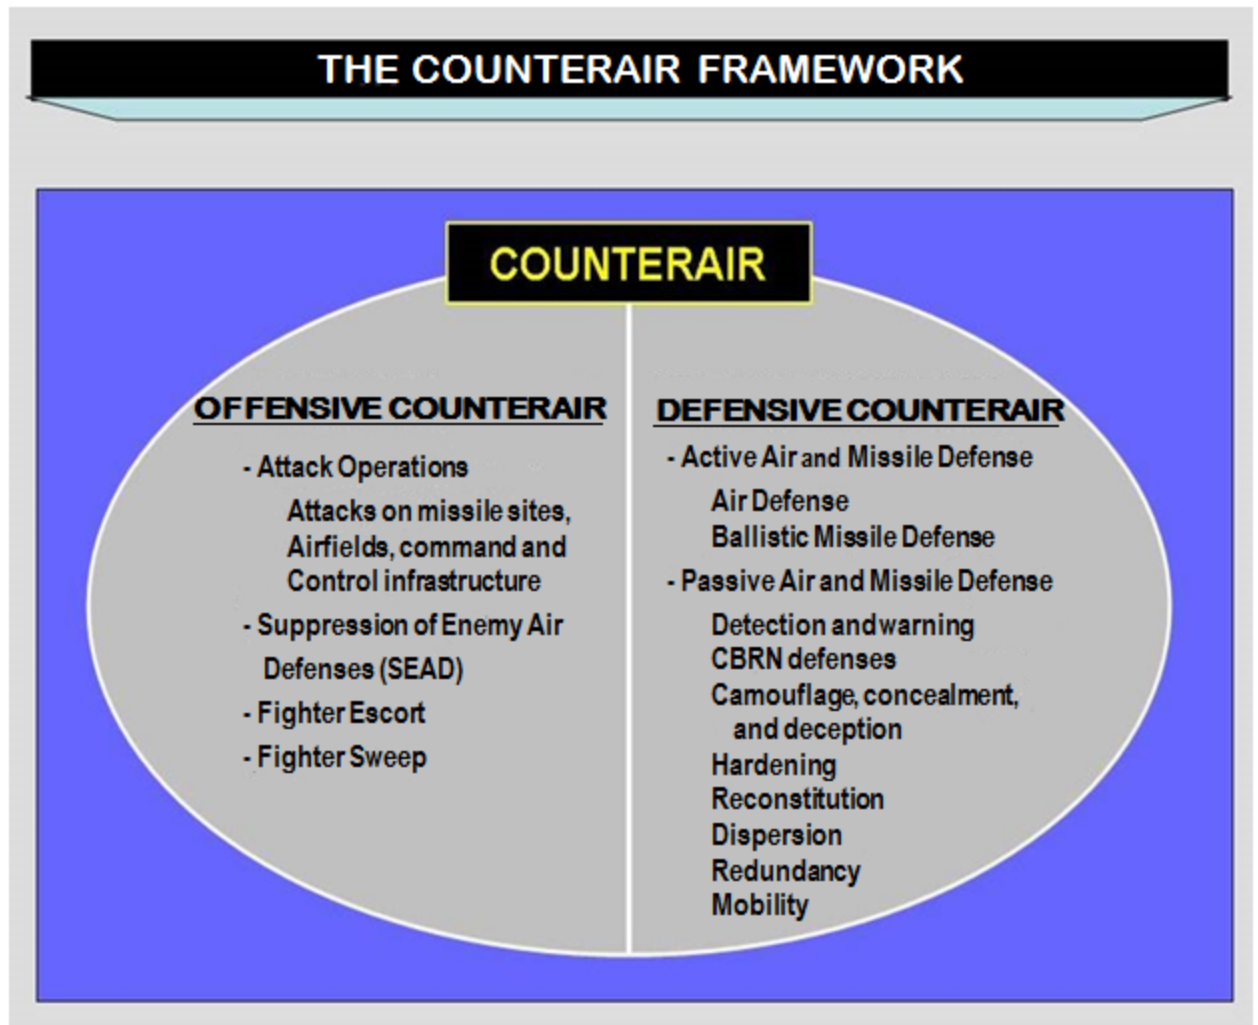 THE COUNTERAIR FRAMEWORK
COUNTERAIR
OFFENSIVE COUNTERAIR
- Attack Operations
Attacks on missile sites,
Airfields, command and
Control infrastructure
- Suppression of Enemy Air
Defenses (SEAD)
- Fighter Escort
- Fighter Sweep
DEFENSIVE COUNTERAIR
- Active Air and Missile Defense
Air Defense
Ballistic Missile Defense
- Passive Air and Missile Defense
Detection and warning
CBRN defenses
Camouflage, concealment,
and deception
Hardening
Reconstitution
Dispersion
Redundancy
Mobility